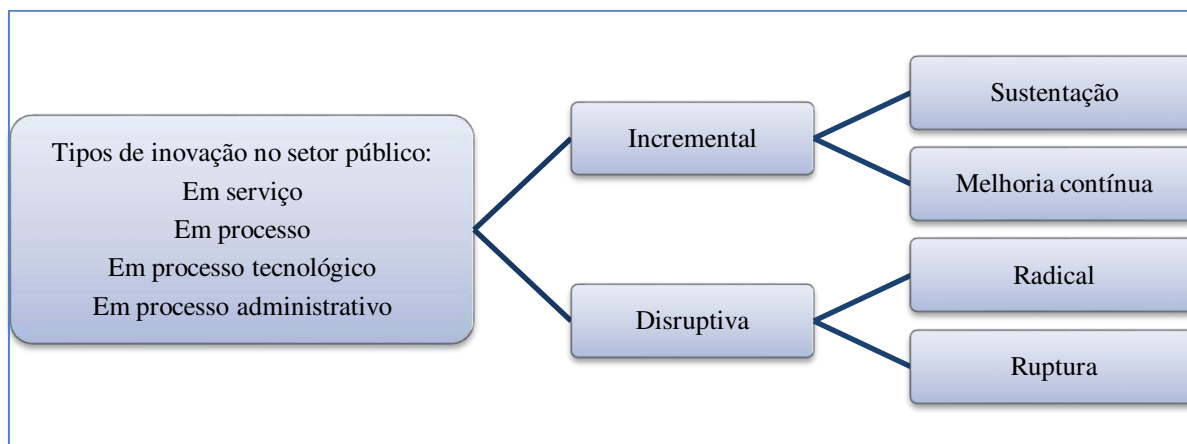 Tipos de inovação no setor público:
Em serviço
Em processo
Em processo tecnológico
Em processo administrativo
Incremental
Sustentação
Melhoria contínua
Disruptiva
Radical
Ruptura